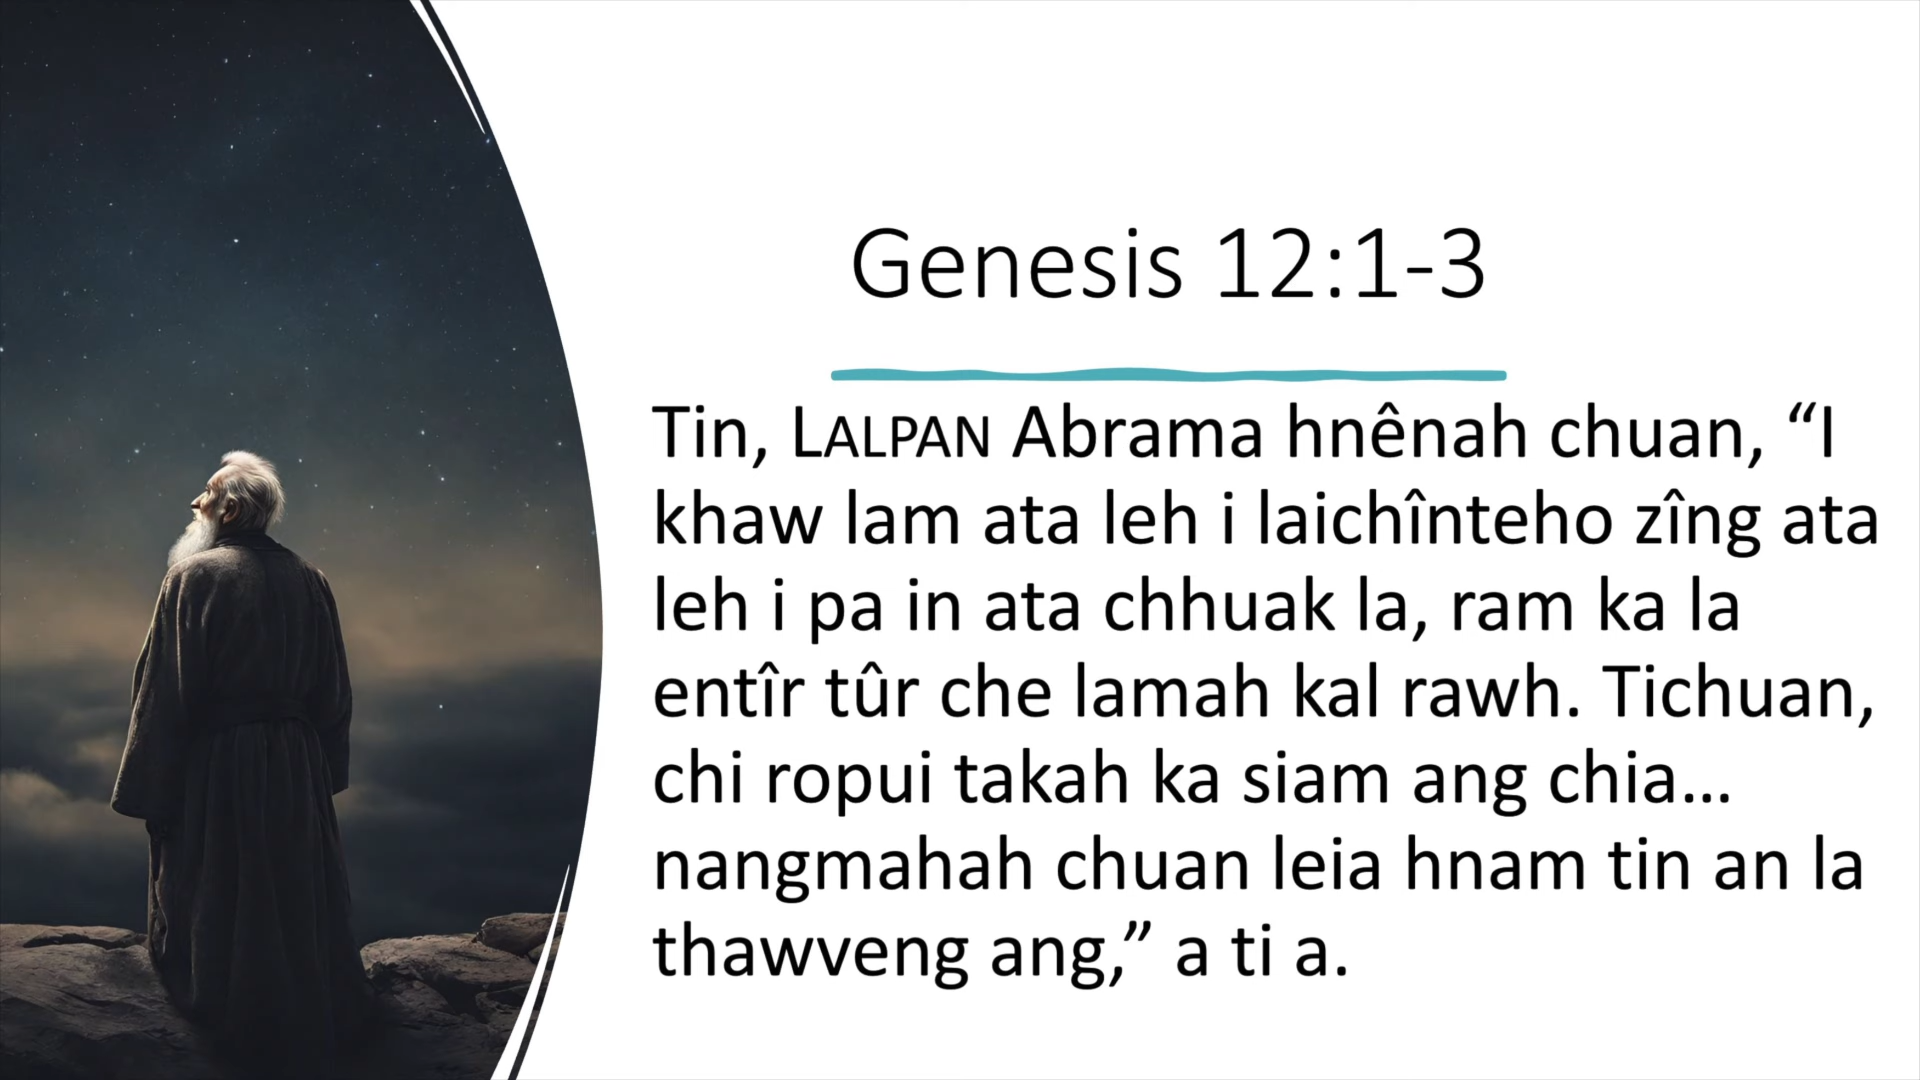 Genesis 12:1-3
Tin, LALPAN Abrama hnênah chuan, “I
khaw lam ata leh i laichînteho zîng ata
leh i pa in ata chhuak la, ram ka la
entîr tûr che lamah kal rawh. Tichuan,
chi ropui takah ka siam ang chia...
nangmahah chuan leia hnam tin an la
thawveng ang,” a ti a.